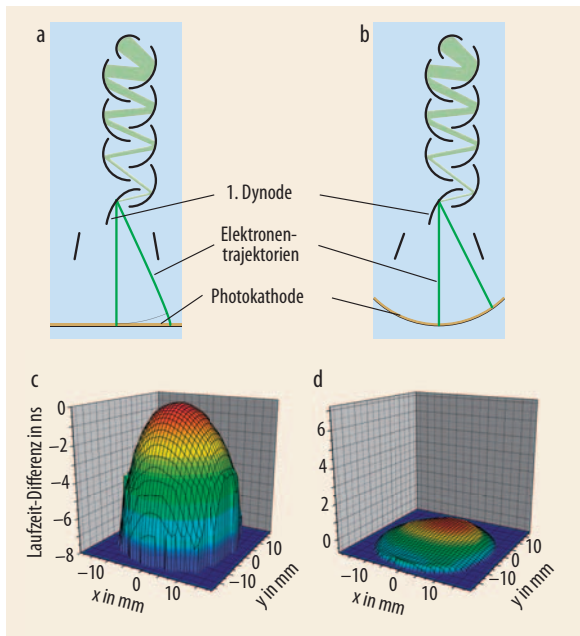 a
b
1. Dynode
Elektronen-
trajektorien
Photokathode
c
d
Laufzeit-Differenz in ns
0
–2
–4
–6
–8
–10
0
10
x in mm
–10
0
10
y in mm
6
4
2
0
–10
0
10
x in mm
–10
0
10
y in mm